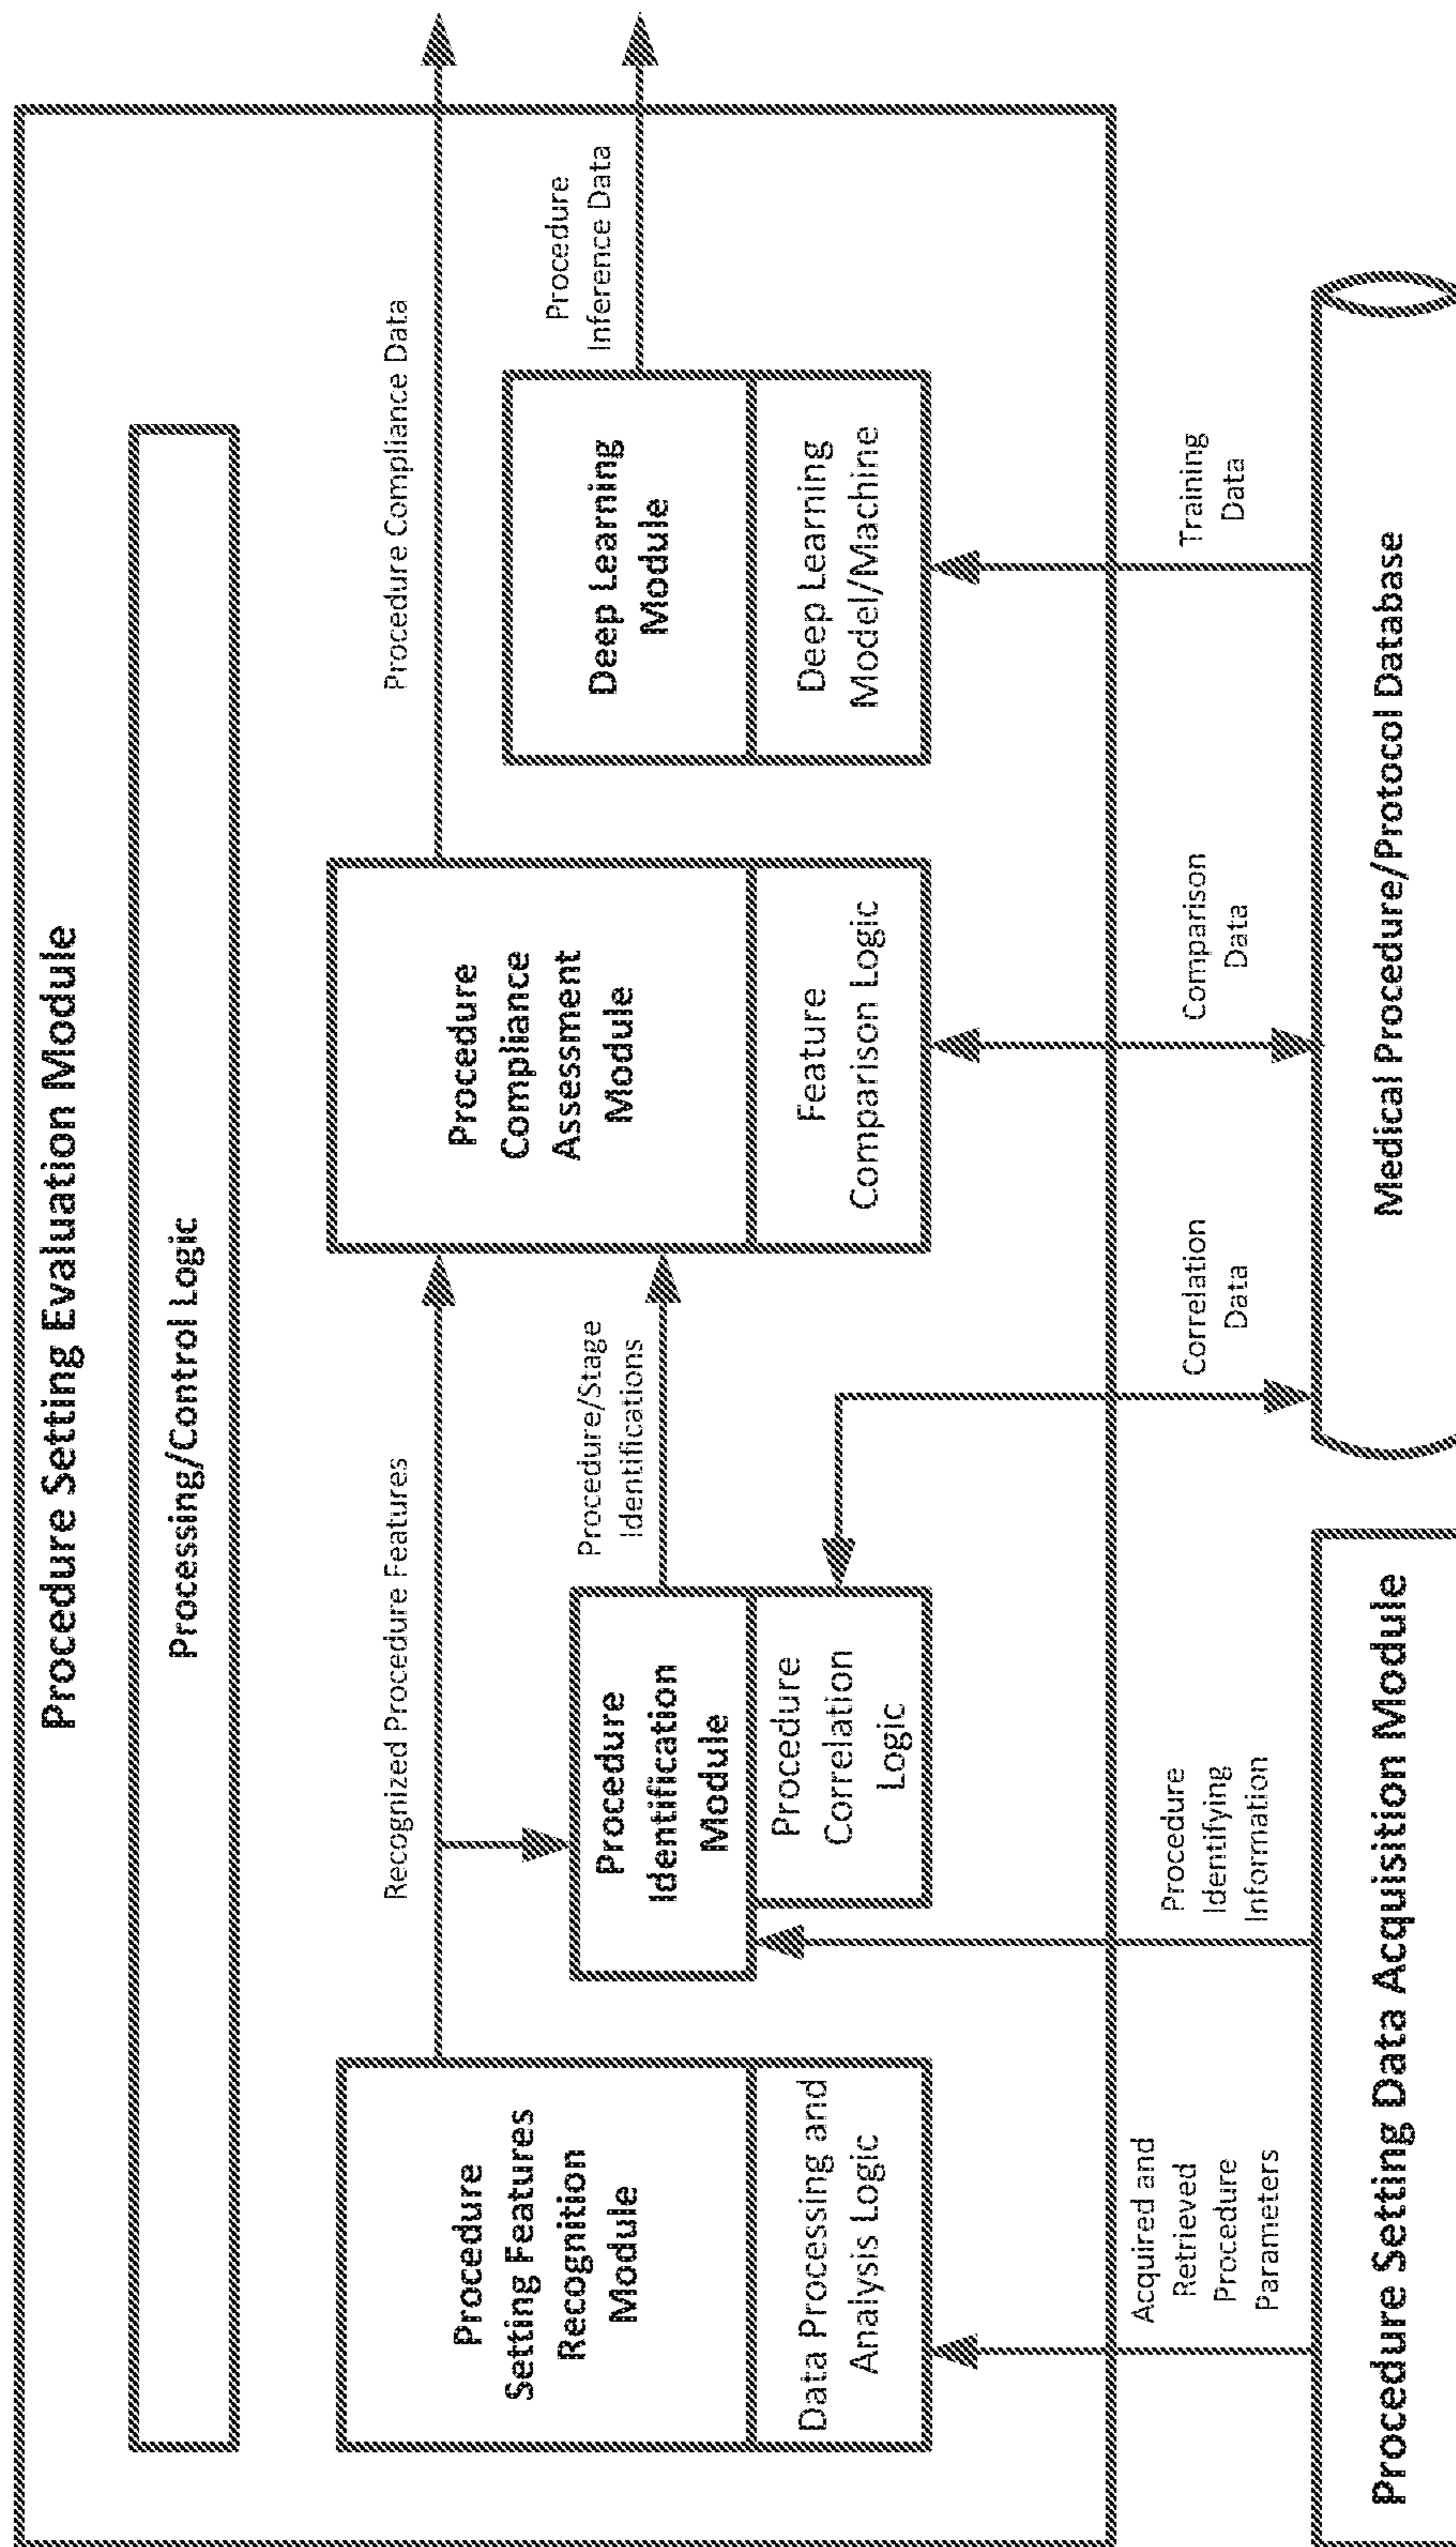 Procedure Setting Evaluation Module
Processing/Control Logic
Recognized Procedure Features
Procedure Compliance Data
Procedure
Setting Features
Recognition
Module
Data Processing and
Analysis Logic
Procedure
Identification
Module
Procedure
Correlation
Logic
Procedure/Stage
Identifications
Procedure
Compliance
Assessment
Module
Feature
Comparison Logic
Deep Learning
Module
Deep Learning
Model/Machine
Procedure
Inference Data
Acquired and
Retrieved
Procedure
Parameters
Procedure
Identifying
Information
Correlation
Data
Comparison
Data
Training
Data
Procedure Setting Data Acquisition Module
Medical Procedure/Protocol Database